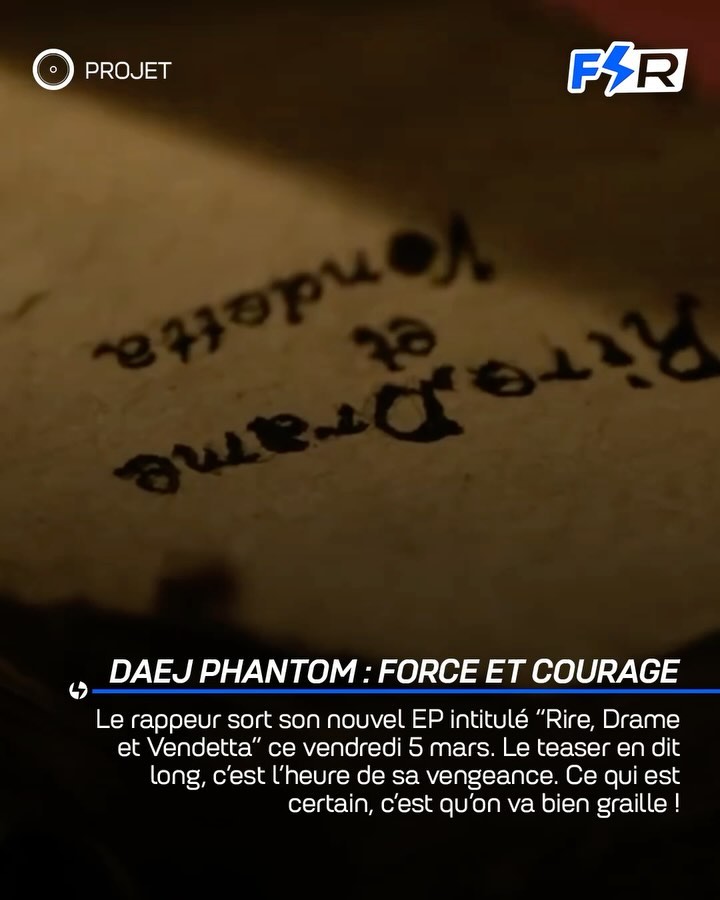 PROJET
FSR
Rire, Drame
et
Vendetta
DAEJ PHANTOM : FORCE ET COURAGE
Le rappeur sort son nouvel EP intitulé “Rire, Drame
et Vendetta” ce vendredi 5 mars. Le teaser en dit
long, c’est l’heure de sa vengeance. Ce qui est
certain, c’est qu’on va bien graille !